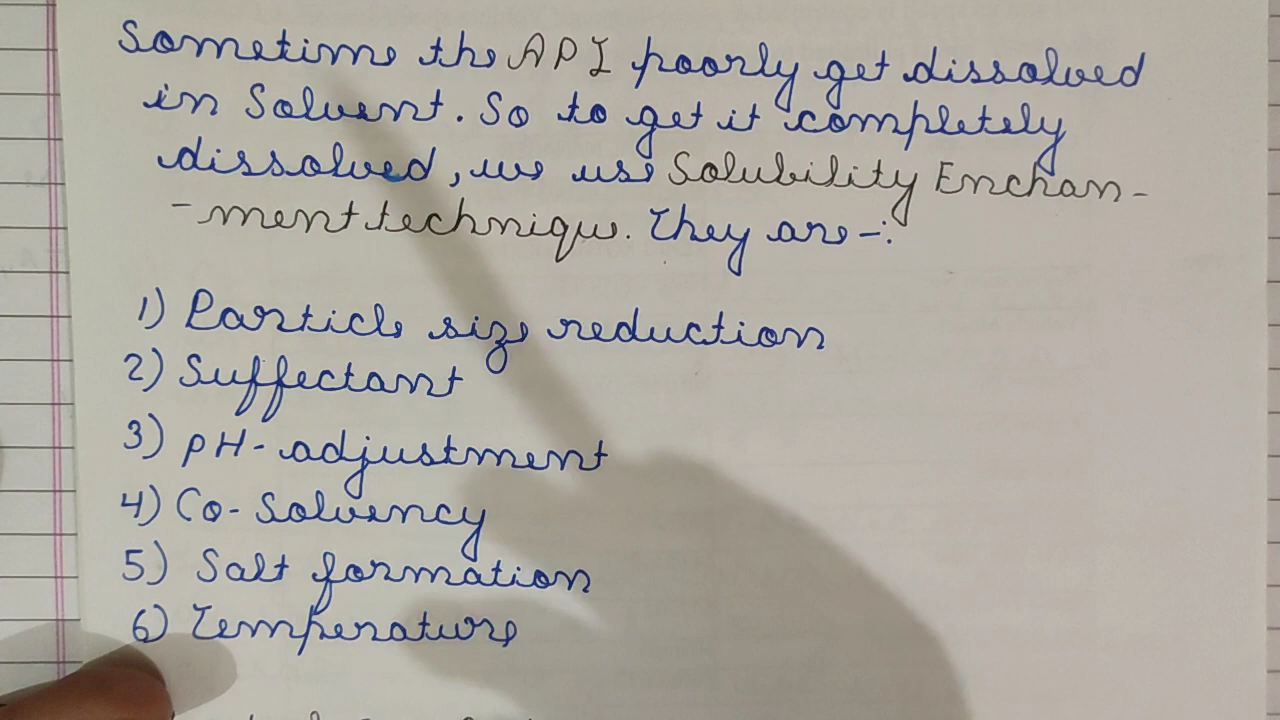 Sometime the API poorly get dissolved
in Solvent. So to get it completely
dissolved, we use Solubility Enchan-
-ment technique. They are -:
1) Particle size reduction
2) Suffectant
3) pH- adjustment
4) Co- Solvency
5) Salt formation
6) Temperature